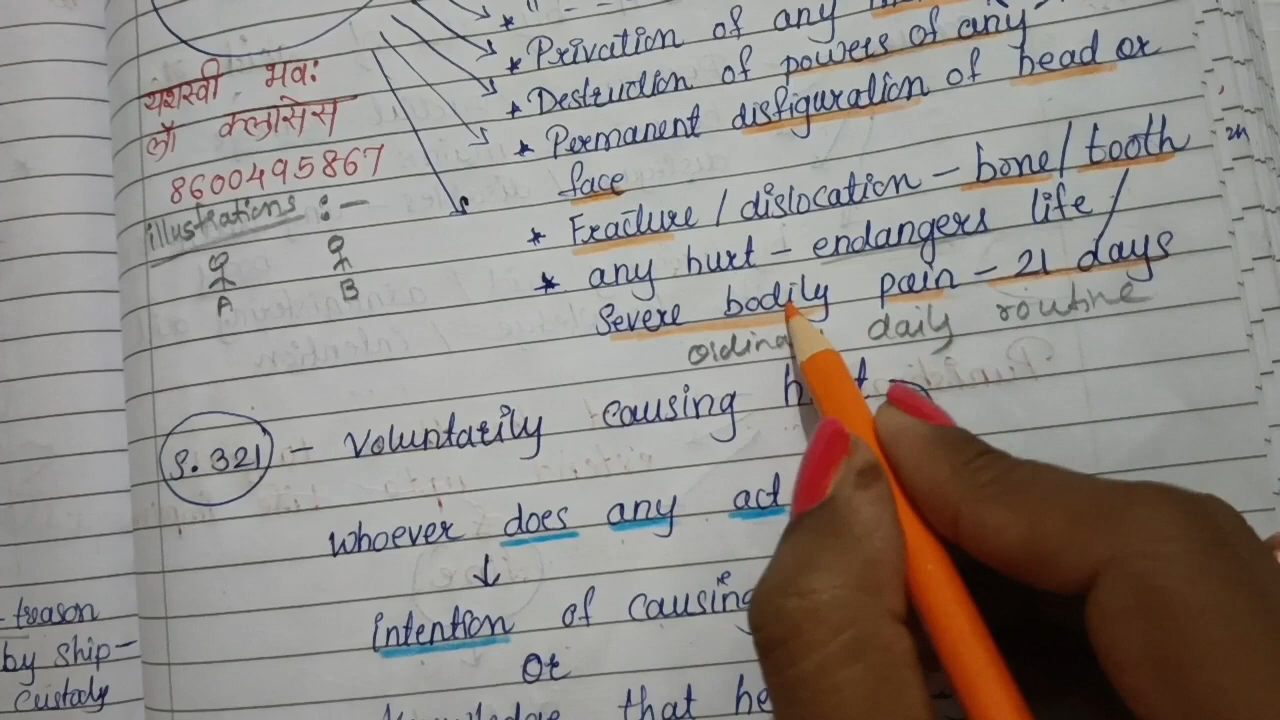 * Privation of any
* Destruction of powers of any
* Permanent disfiguration of head or
face
* Fracture / dislocation - bone / tooth
* any hurt - endangers life /
severe bodily pain - 21 days
daily routine
यशस्वी भवः
लॉ क्लासेस
8600495867
illustrations :-
A B
S. 321 - Voluntarily causing
whoever does any act
↓
intention of causing
Or
that he
treason
by ship-
custody